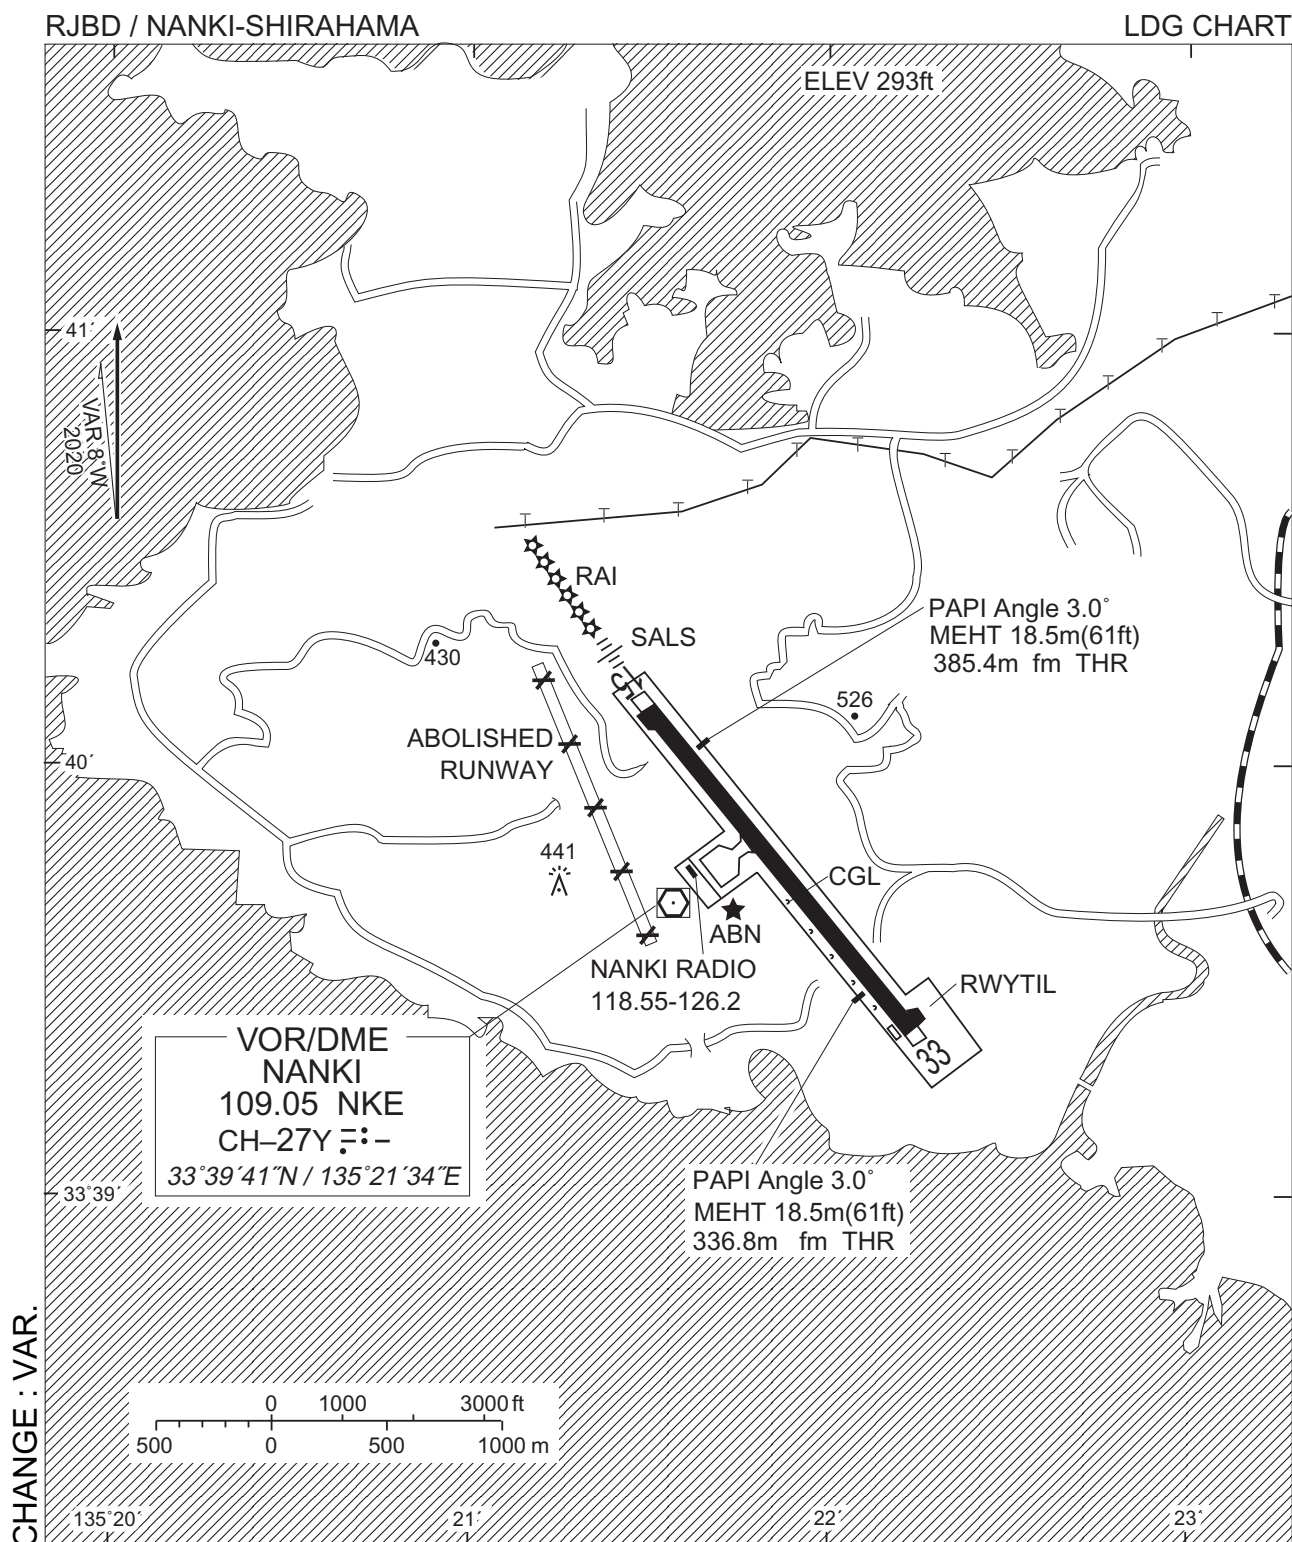 RJBD / NANKI-SHIRAHAMA
LDG CHART
ELEV 293ft
41´
VAR 8˚W
2020
RAI
SALS
PAPI Angle 3.0˚
MEHT 18.5m(61ft)
385.4m fm THR
430
526
15
ABOLISHED
RUNWAY
40´
441
CGL
ABN
NANKI RADIO
118.55-126.2
RWYTIL
33
VOR/DME
NANKI
109.05 NKE
CH–27Y
33˚39´41˝N / 135˚21´34˝E
33˚39´
PAPI Angle 3.0˚
MEHT 18.5m(61ft)
336.8m fm THR
CHANGE : VAR.
0 1000 3000 ft
500 0 500 1000 m
135˚20´
21´
22´
23´